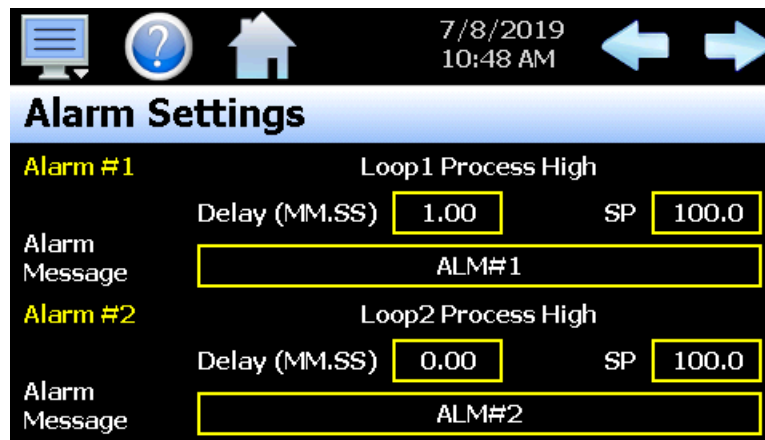 ?
7/8/2019
10:48 AM
Alarm Settings
Alarm #1 Loop1 Process High
Delay (MM.SS) 1.00 SP 100.0
Alarm
Message ALM#1
Alarm #2 Loop2 Process High
Delay (MM.SS) 0.00 SP 100.0
Alarm
Message ALM#2